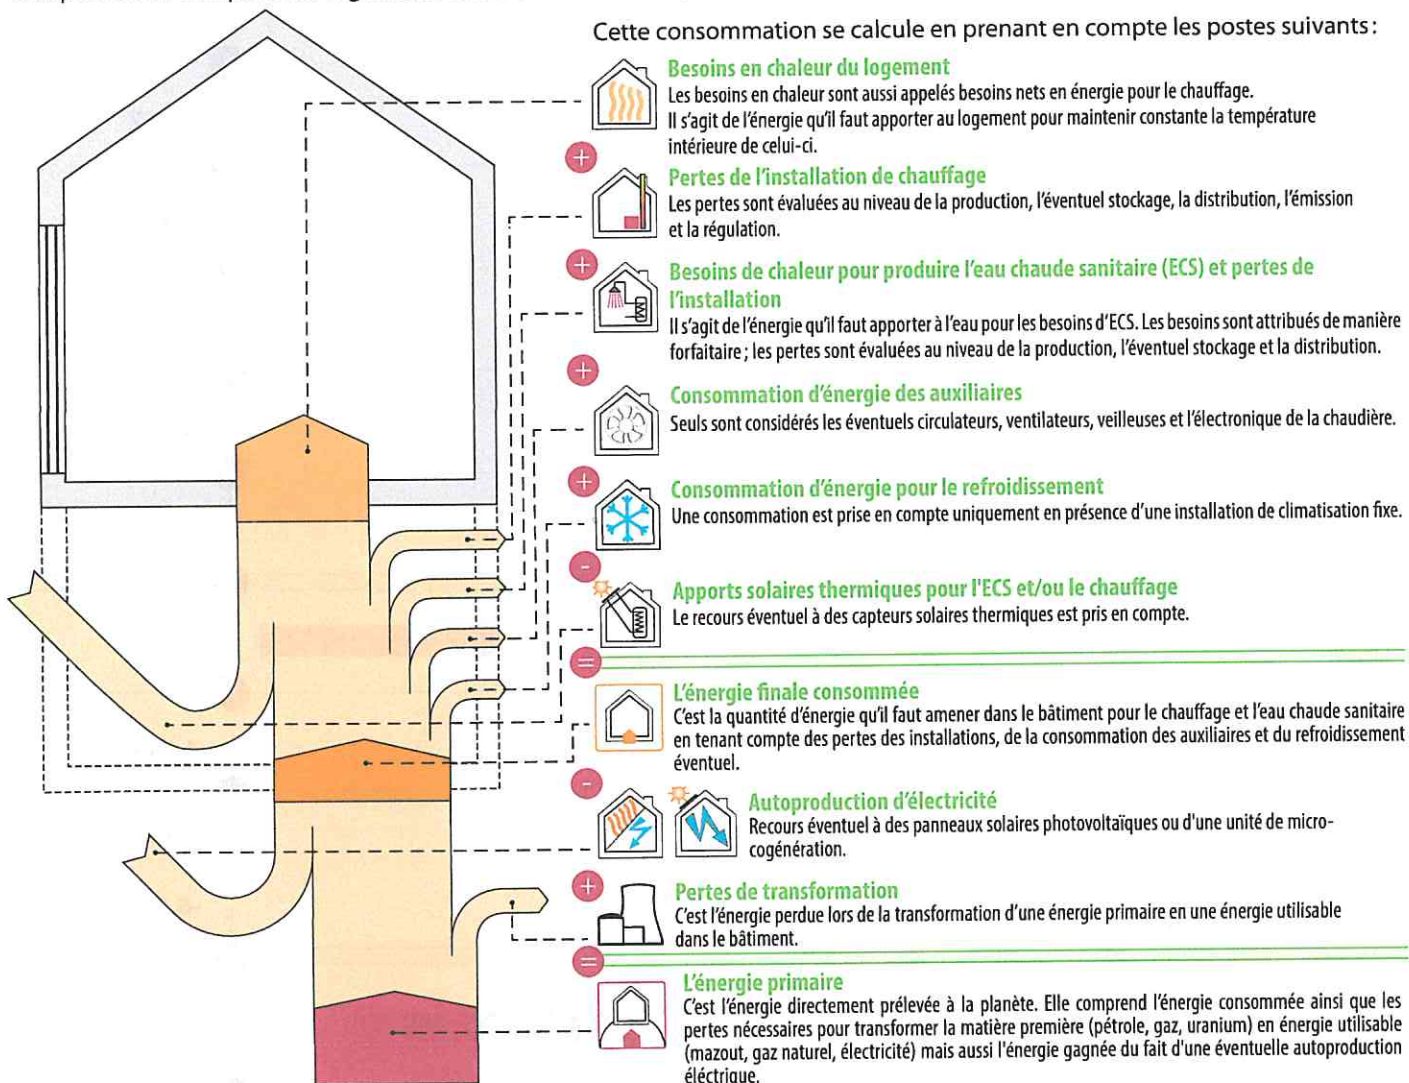 Cette consommation se calcule en prenant en compte les postes suivants :
Besoins en chaleur du logement
Les besoins en chaleur sont aussi appelés besoins nets en énergie pour le chauffage.
Il s'agit de l'énergie qu'il faut apporter au logement pour maintenir constante la température
intérieure de celui-ci.
+
Pertes de l'installation de chauffage
Les pertes sont évaluées au niveau de la production, l'éventuel stockage, la distribution, l'émission
et la régulation.
+
Besoins de chaleur pour produire l'eau chaude sanitaire (ECS) et pertes de
l'installation
Il s'agit de l'énergie qu'il faut apporter à l'eau pour les besoins d'ECS. Les besoins sont attribués de manière
forfaitaire ; les pertes sont évaluées au niveau de la production, l'éventuel stockage et la distribution.
+
Consommation d'énergie des auxiliaires
Seuls sont considérés les éventuels circulateurs, ventilateurs, veilleuses et l'électronique de la chaudière.
+
Consommation d'énergie pour le refroidissement
Une consommation est prise en compte uniquement en présence d'une installation de climatisation fixe.
-
Apports solaires thermiques pour l'ECS et/ou le chauffage
Le recours éventuel à des capteurs solaires thermiques est pris en compte.
=
L'énergie finale consommée
C'est la quantité d'énergie qu'il faut amener dans le bâtiment pour le chauffage et l'eau chaude sanitaire
en tenant compte des pertes des installations, de la consommation des auxiliaires et du refroidissement
éventuel.
-
Autoproduction d'électricité
Recours éventuel à des panneaux solaires photovoltaïques ou d'une unité de micro-
cogénération.
+
Pertes de transformation
C'est l'énergie perdue lors de la transformation d'une énergie primaire en une énergie utilisable
dans le bâtiment.
=
L'énergie primaire
C'est l'énergie directement prélevée à la planète. Elle comprend l'énergie consommée ainsi que les
pertes nécessaires pour transformer la matière première (pétrole, gaz, uranium) en énergie utilisable
(mazout, gaz naturel, électricité) mais aussi l'énergie gagnée du fait d'une éventuelle autoproduction
éléctrique.